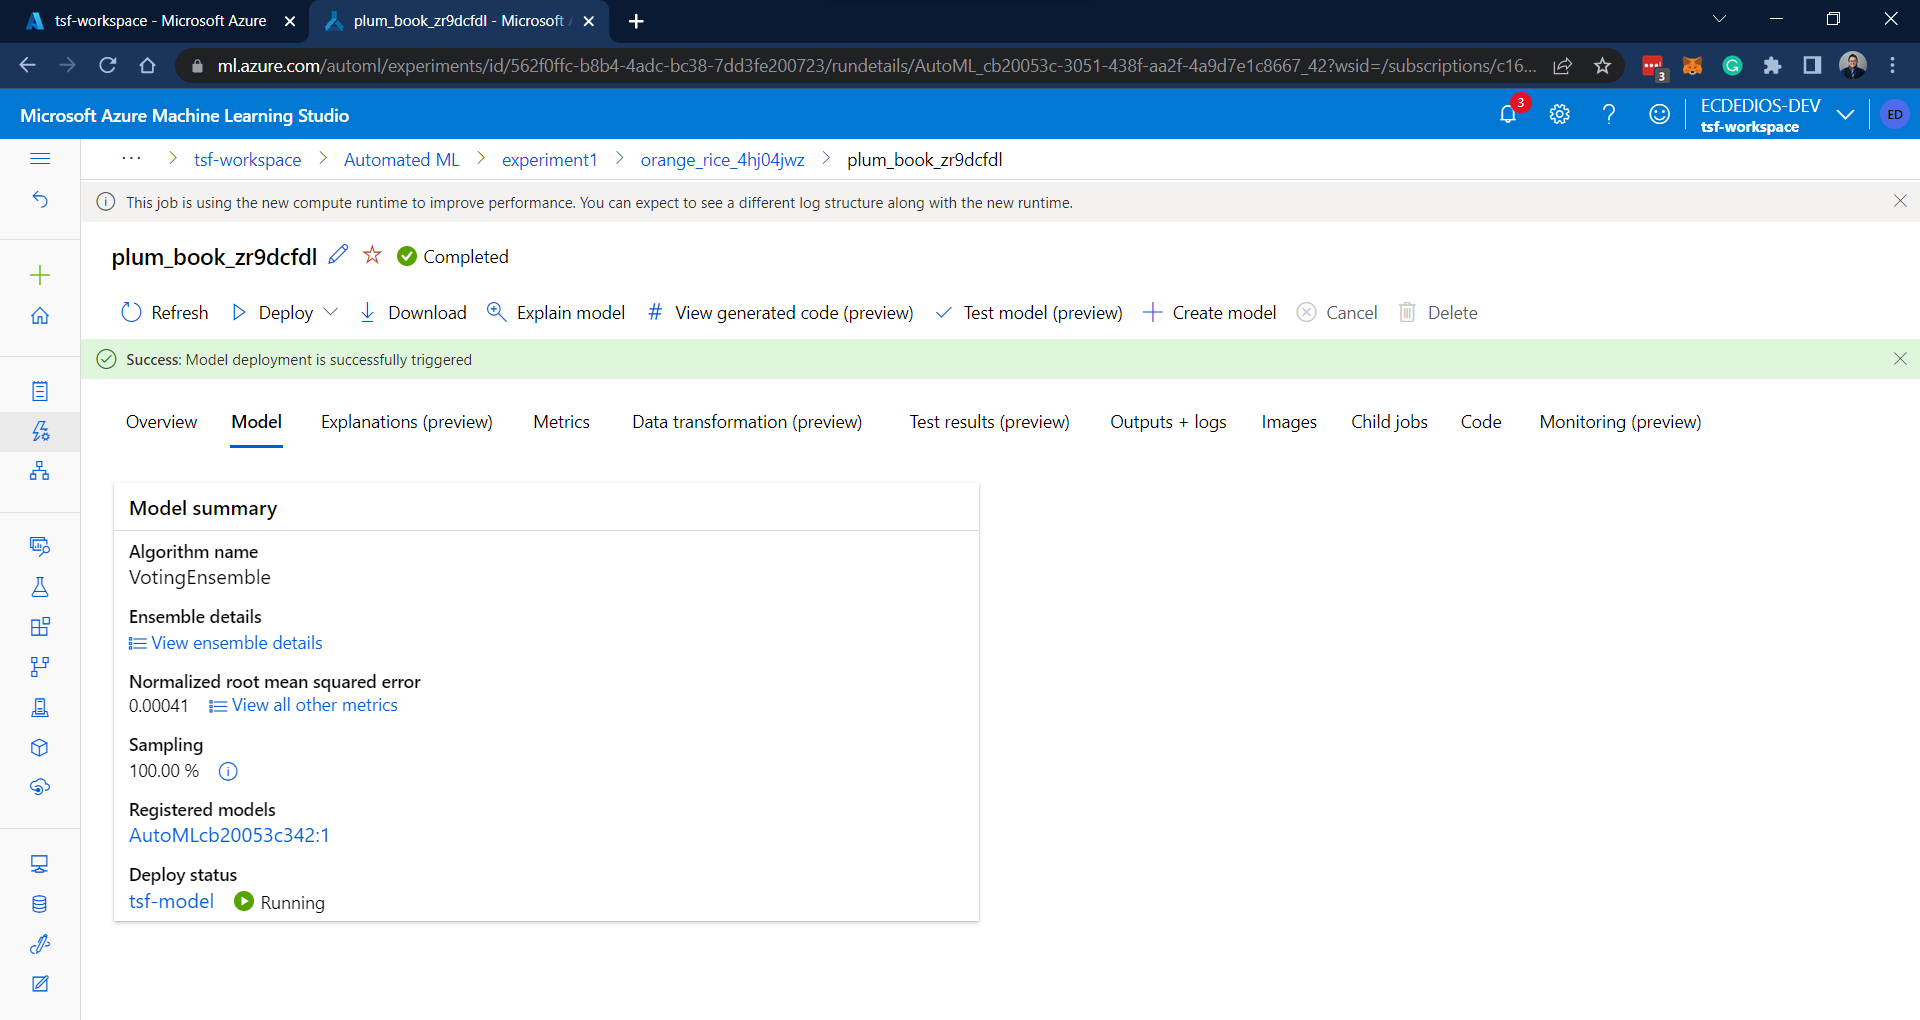 tsf-workspace - Microsoft Azure
plum_book_zr9dcfdl - Microsoft
ml.azure.com/automl/experiments/id/562f0ffc-b8b4-4adc-bc38-7dd3fe200723/rundetails/AutoML_cb20053c-3051-438f-aa2f-4a9d7e1c8667_42?wsid=/subscriptions/c16...
3
Microsoft Azure Machine Learning Studio
3
ECDEDIOS-DEV
tsf-workspace
ED
... > tsf-workspace > Automated ML > experiment1 > orange_rice_4hj04jwz > plum_book_zr9dcfdl
This job is using the new compute runtime to improve performance. You can expect to see a different log structure along with the new runtime.
plum_book_zr9dcfdl Completed
Refresh Deploy Download Explain model # View generated code (preview) Test model (preview) Create model Cancel Delete
Success: Model deployment is successfully triggered
Overview Model Explanations (preview) Metrics Data transformation (preview) Test results (preview) Outputs + logs Images Child jobs Code Monitoring (preview)
Model summary
Algorithm name
VotingEnsemble
Ensemble details
View ensemble details
Normalized root mean squared error
0.00041 View all other metrics
Sampling
100.00 %
Registered models
AutoMLcb20053c342:1
Deploy status
tsf-model Running